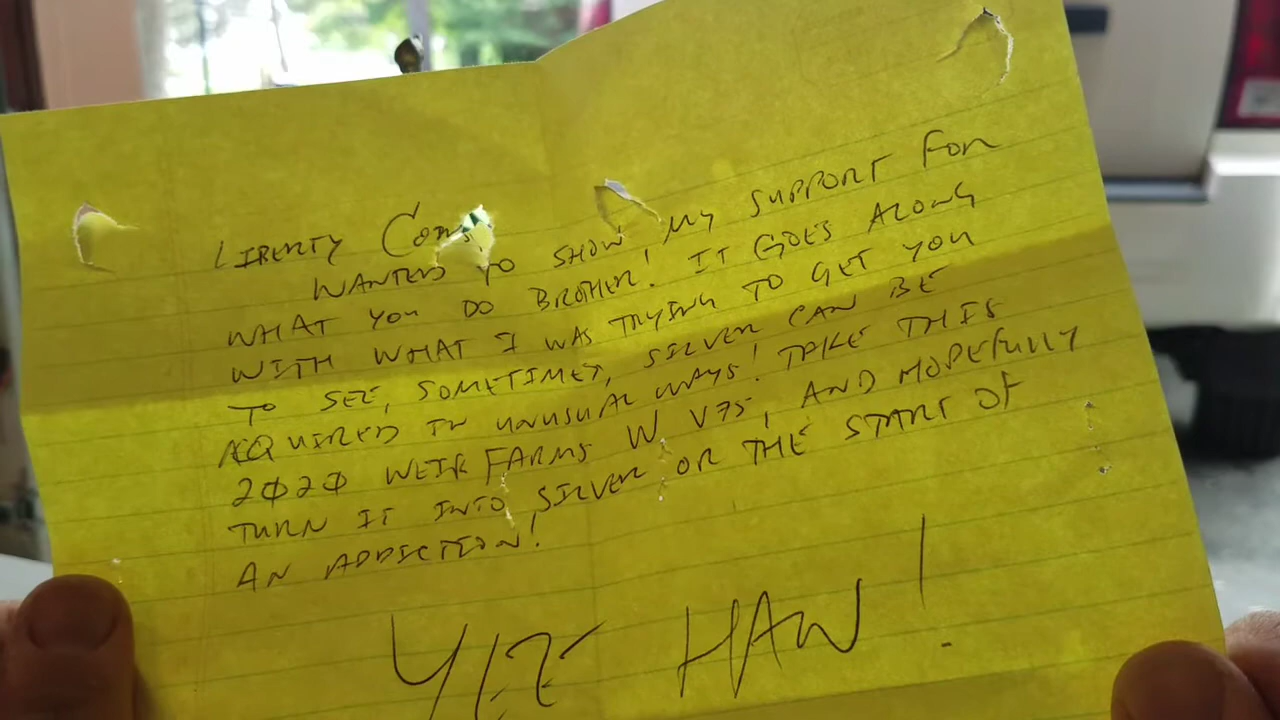 LIBERTY
WANTED TO SHOW MY SUPPORT FOR
WHAT YOU DO BROTHER! IT GOES ALONG
WITH WHAT I WAS TRYING TO GET YOU
TO SEE, SOMETIMES, SILVER CAN BE
ACQUIRED IN UNUSUAL WAYS! TAKE THIS
2020 WEIR FARMS W V75, AND HOPEFULLY
TURN IT INTO SILVER OR THE START OF
AN ADDICTION!
YEE HAW!